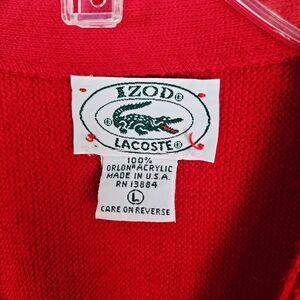 IZOD®
®
LACOSTE®
100%
ORLON® ACRYLIC
MADE IN U.S.A.
RN 13884
L
CARE ON REVERSE